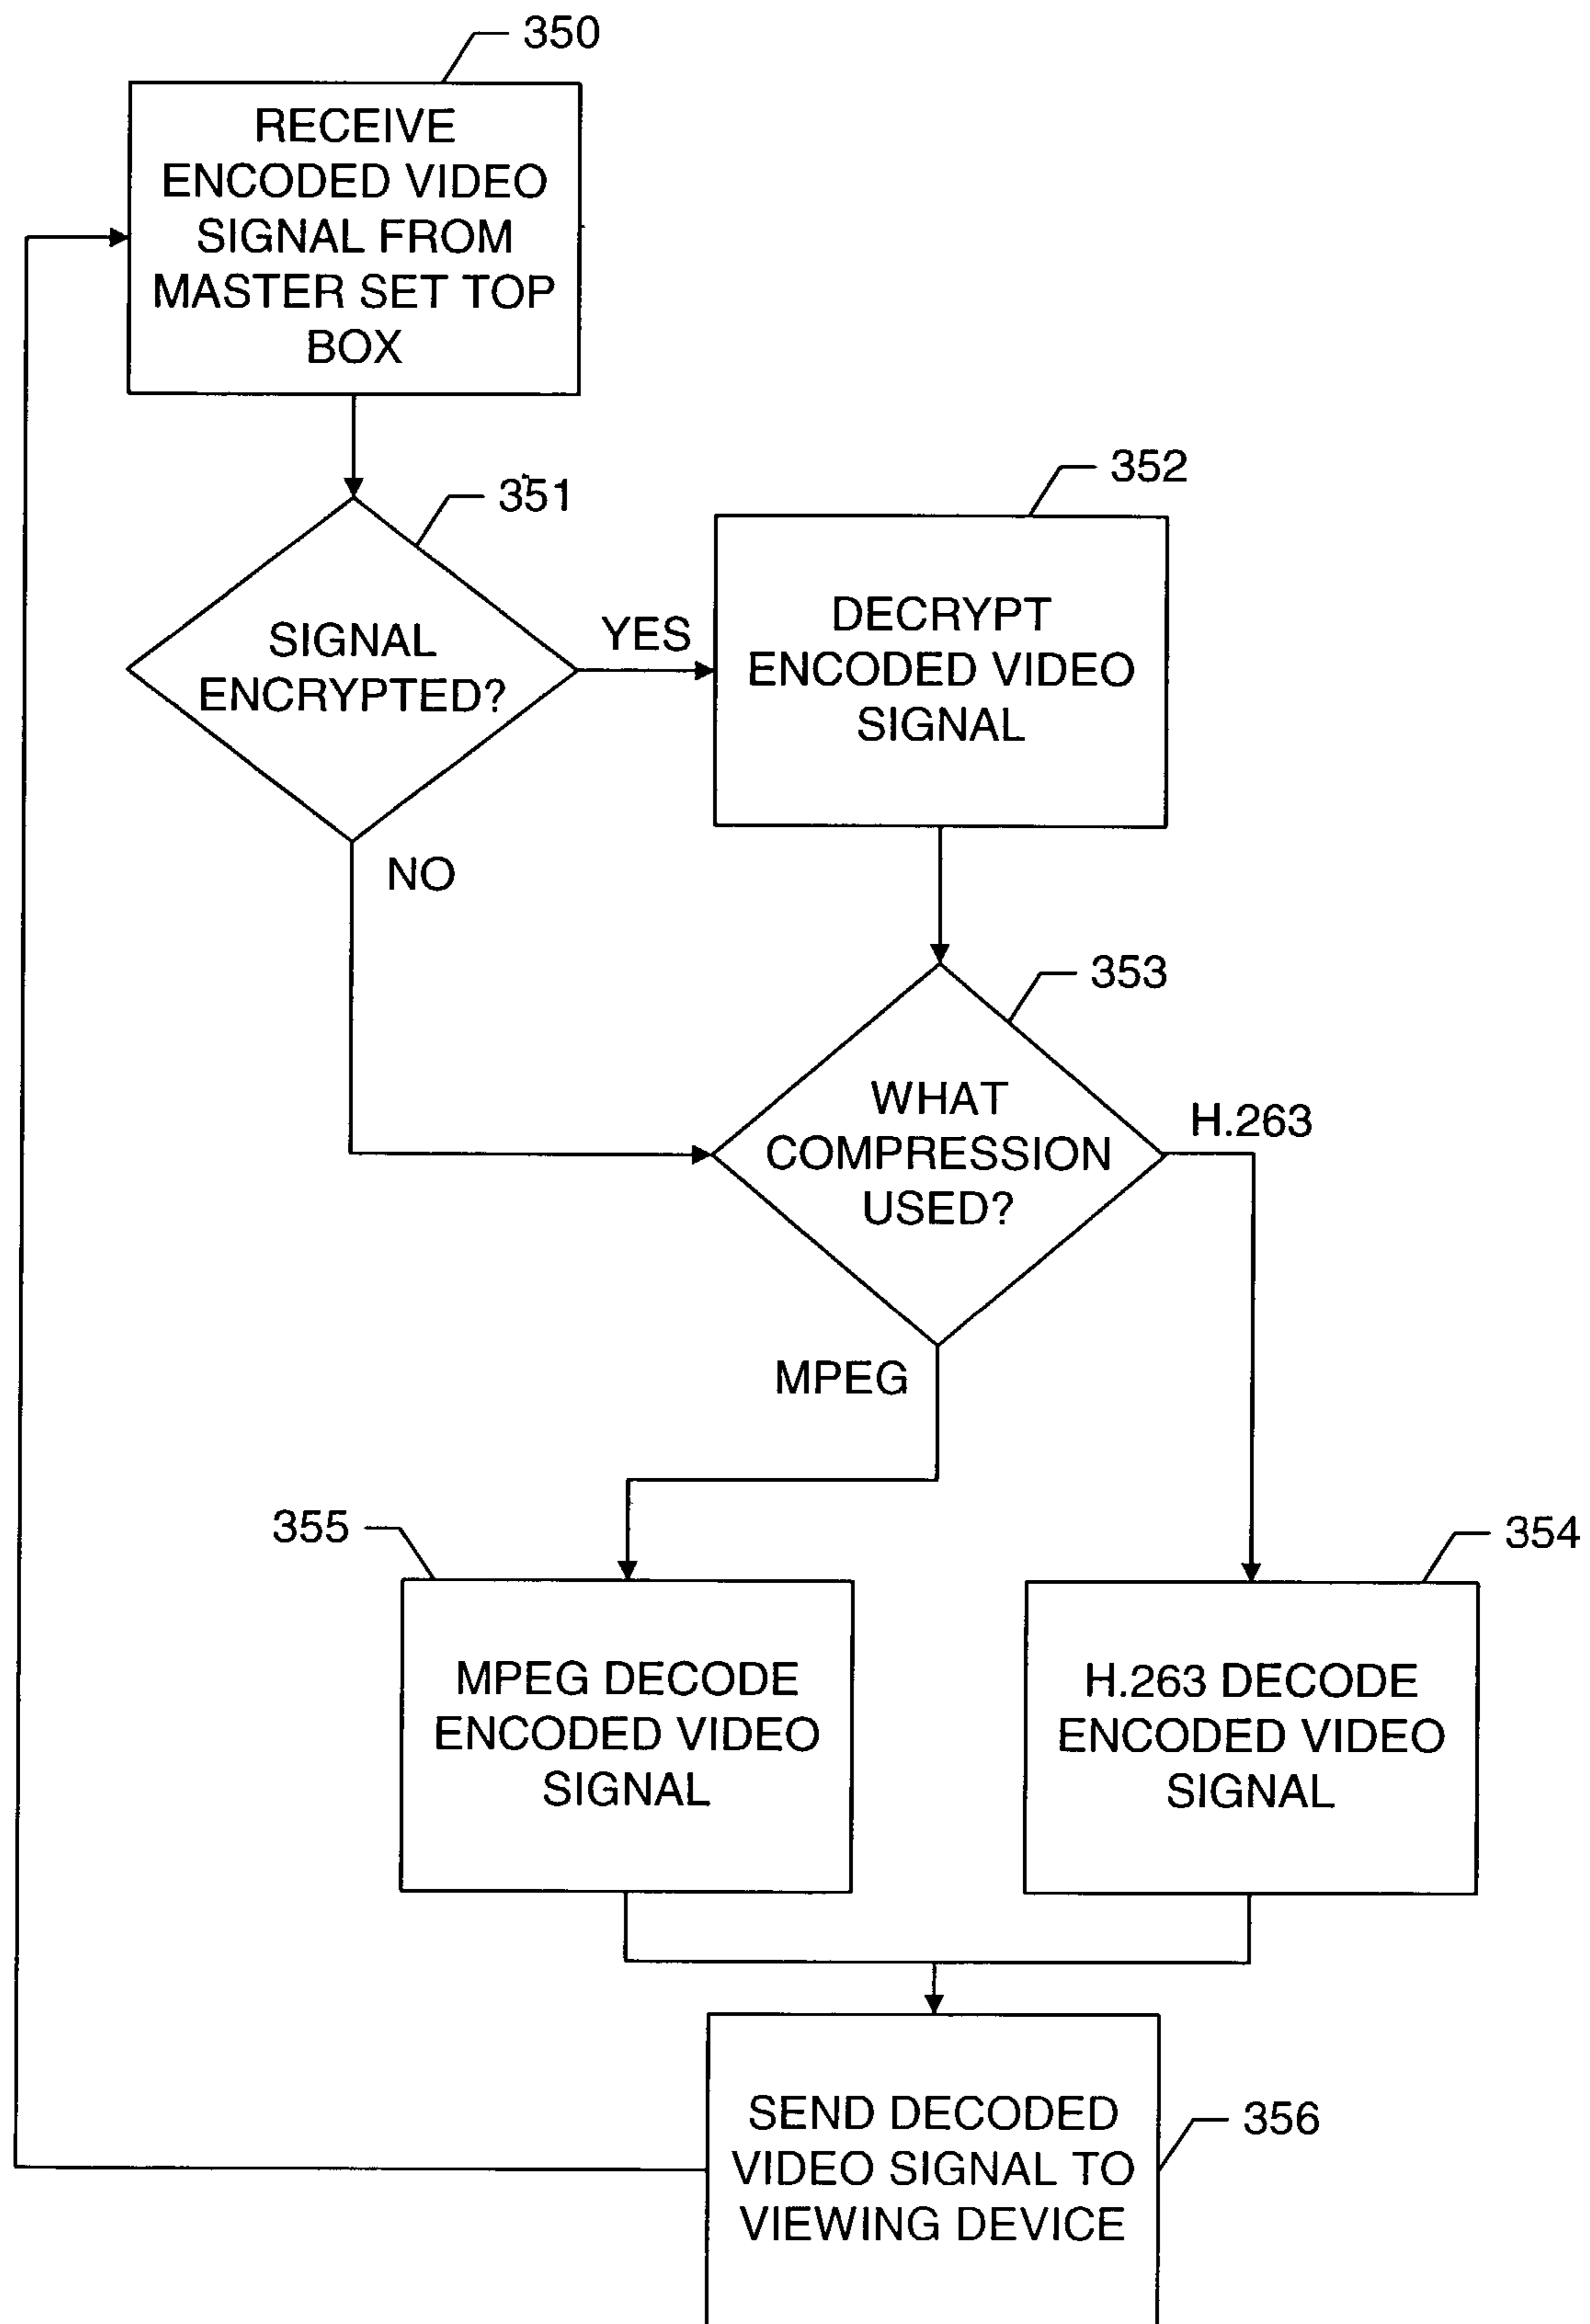 350
RECEIVE
ENCODED VIDEO
SIGNAL FROM
MASTER SET TOP
BOX
351
SIGNAL
ENCRYPTED?
YES
NO
352
DECRYPT
ENCODED VIDEO
SIGNAL
353
WHAT
COMPRESSION
USED?
H.263
MPEG
355
MPEG DECODE
ENCODED VIDEO
SIGNAL
354
H.263 DECODE
ENCODED VIDEO
SIGNAL
356
SEND DECODED
VIDEO SIGNAL TO
VIEWING DEVICE